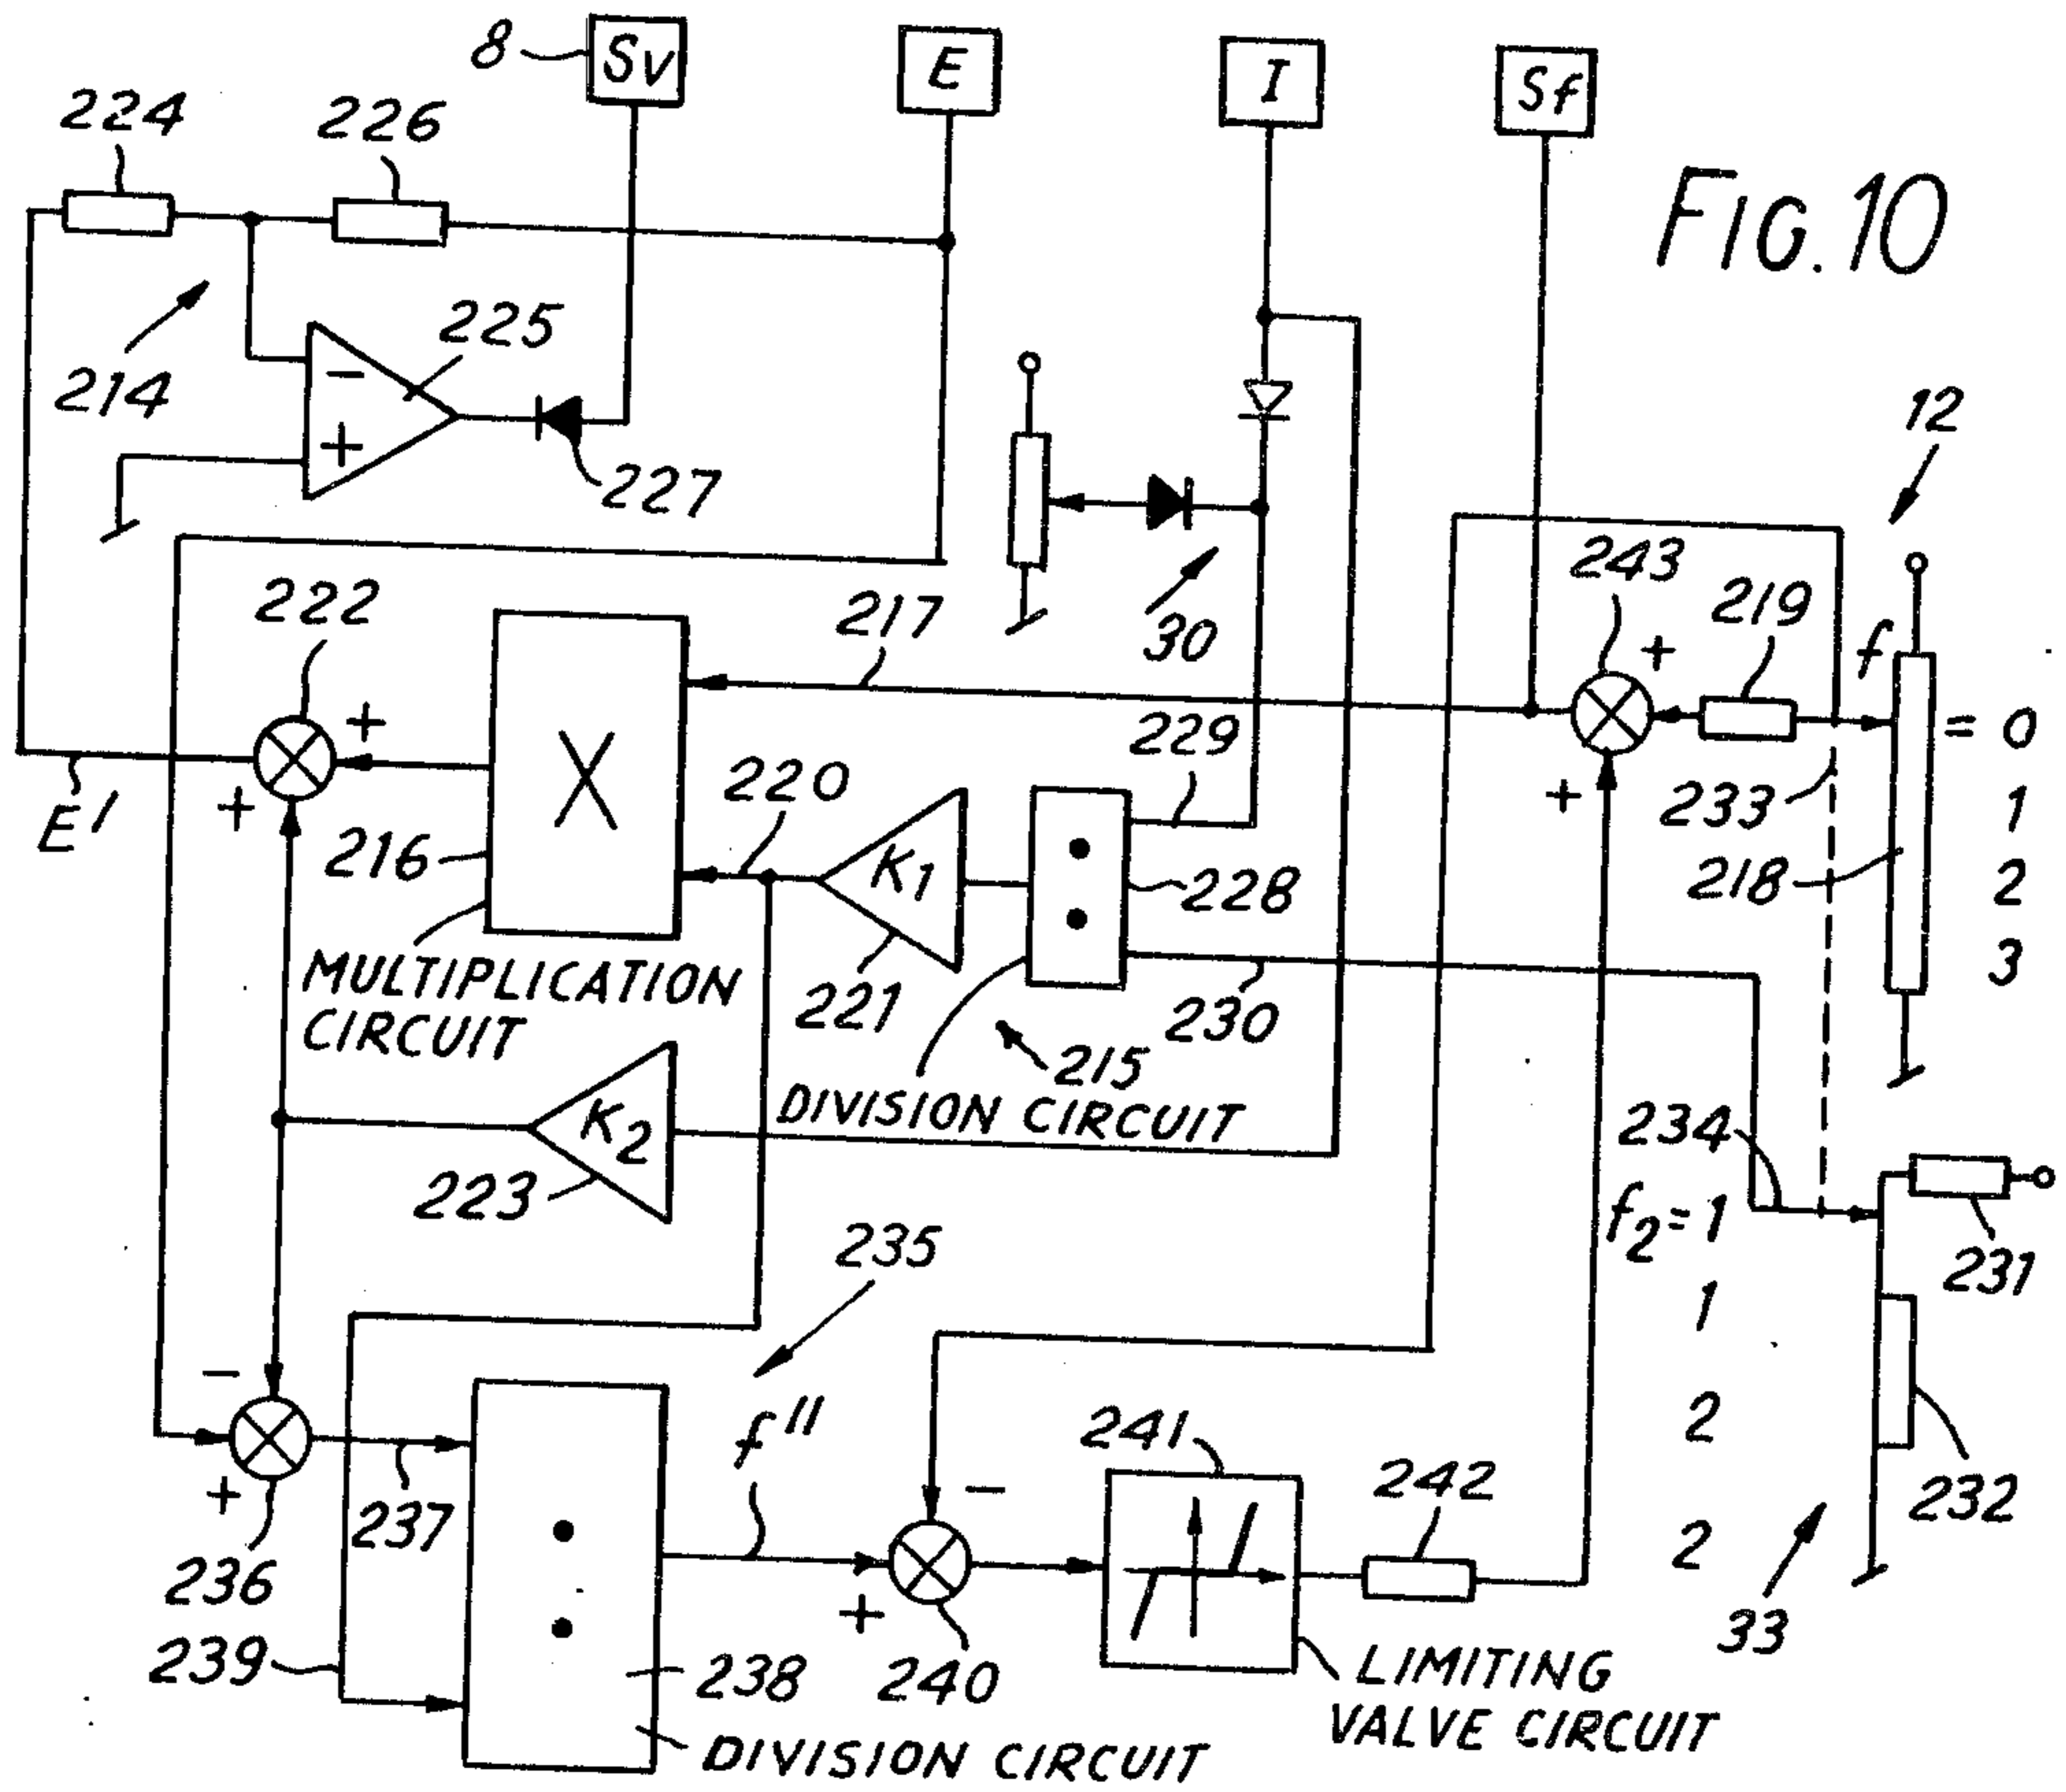 8
Sv
E
I
Sf
224
226
FIG. 10
225
214
-
+
227
12
222
217
30
243
219
+
f
= 0
+
E'
+
X
220
229
+
233
1
216
K1
228
218
2
3
MULTIPLICATION
CIRCUIT
221
230
215
DIVISION CIRCUIT
K2
223
234
f2=1
231
235
1
-
f"
241
242
2
+
237
-
232
236
2
239
238
+
240
33
LIMITING
VALVE CIRCUIT
DIVISION CIRCUIT